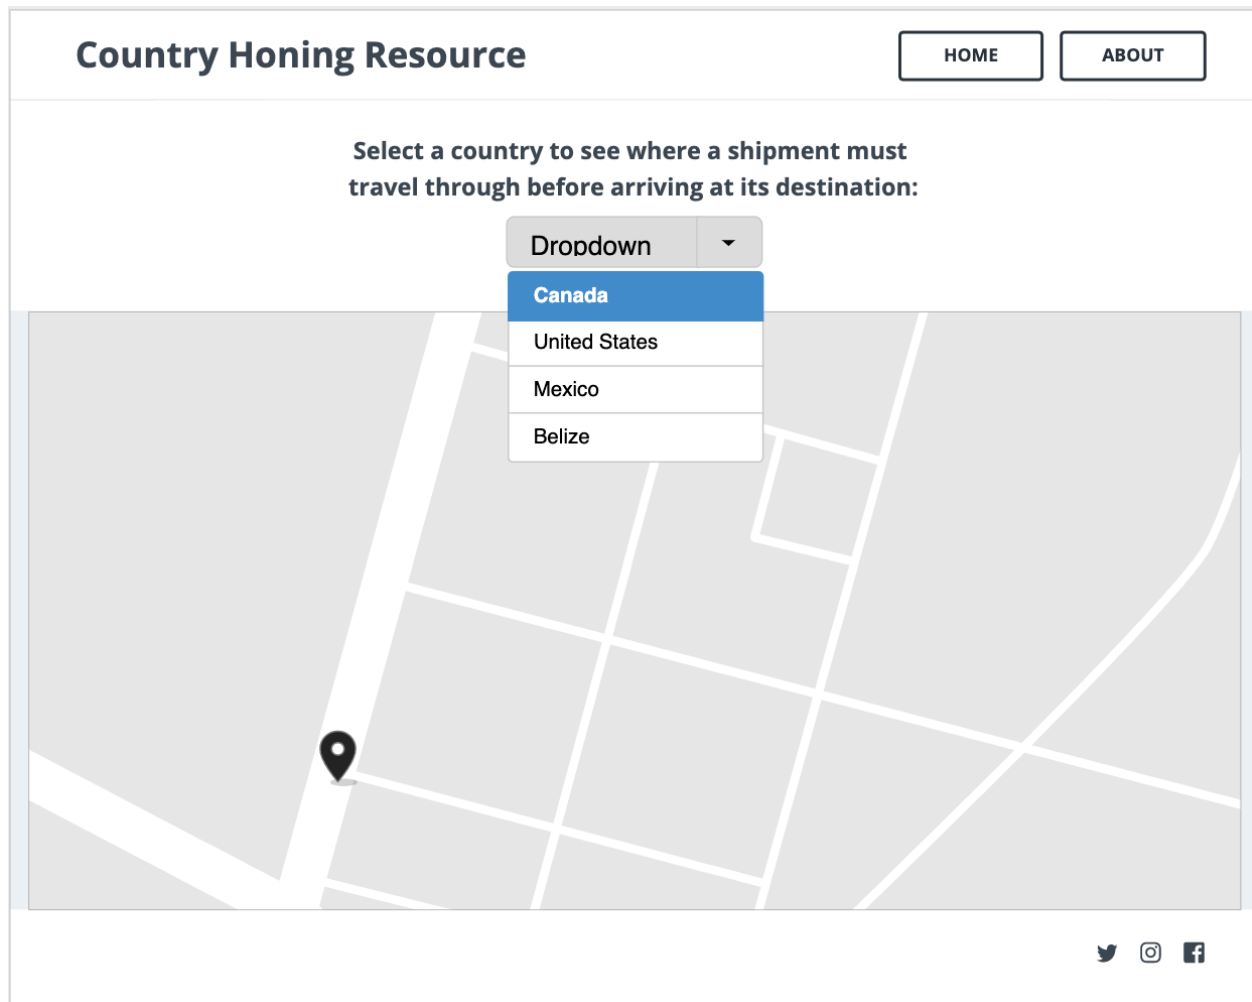 Country Honing Resource
HOME
ABOUT
Select a country to see where a shipment must
travel through before arriving at its destination:
Dropdown
Canada
United States
Mexico
Belize